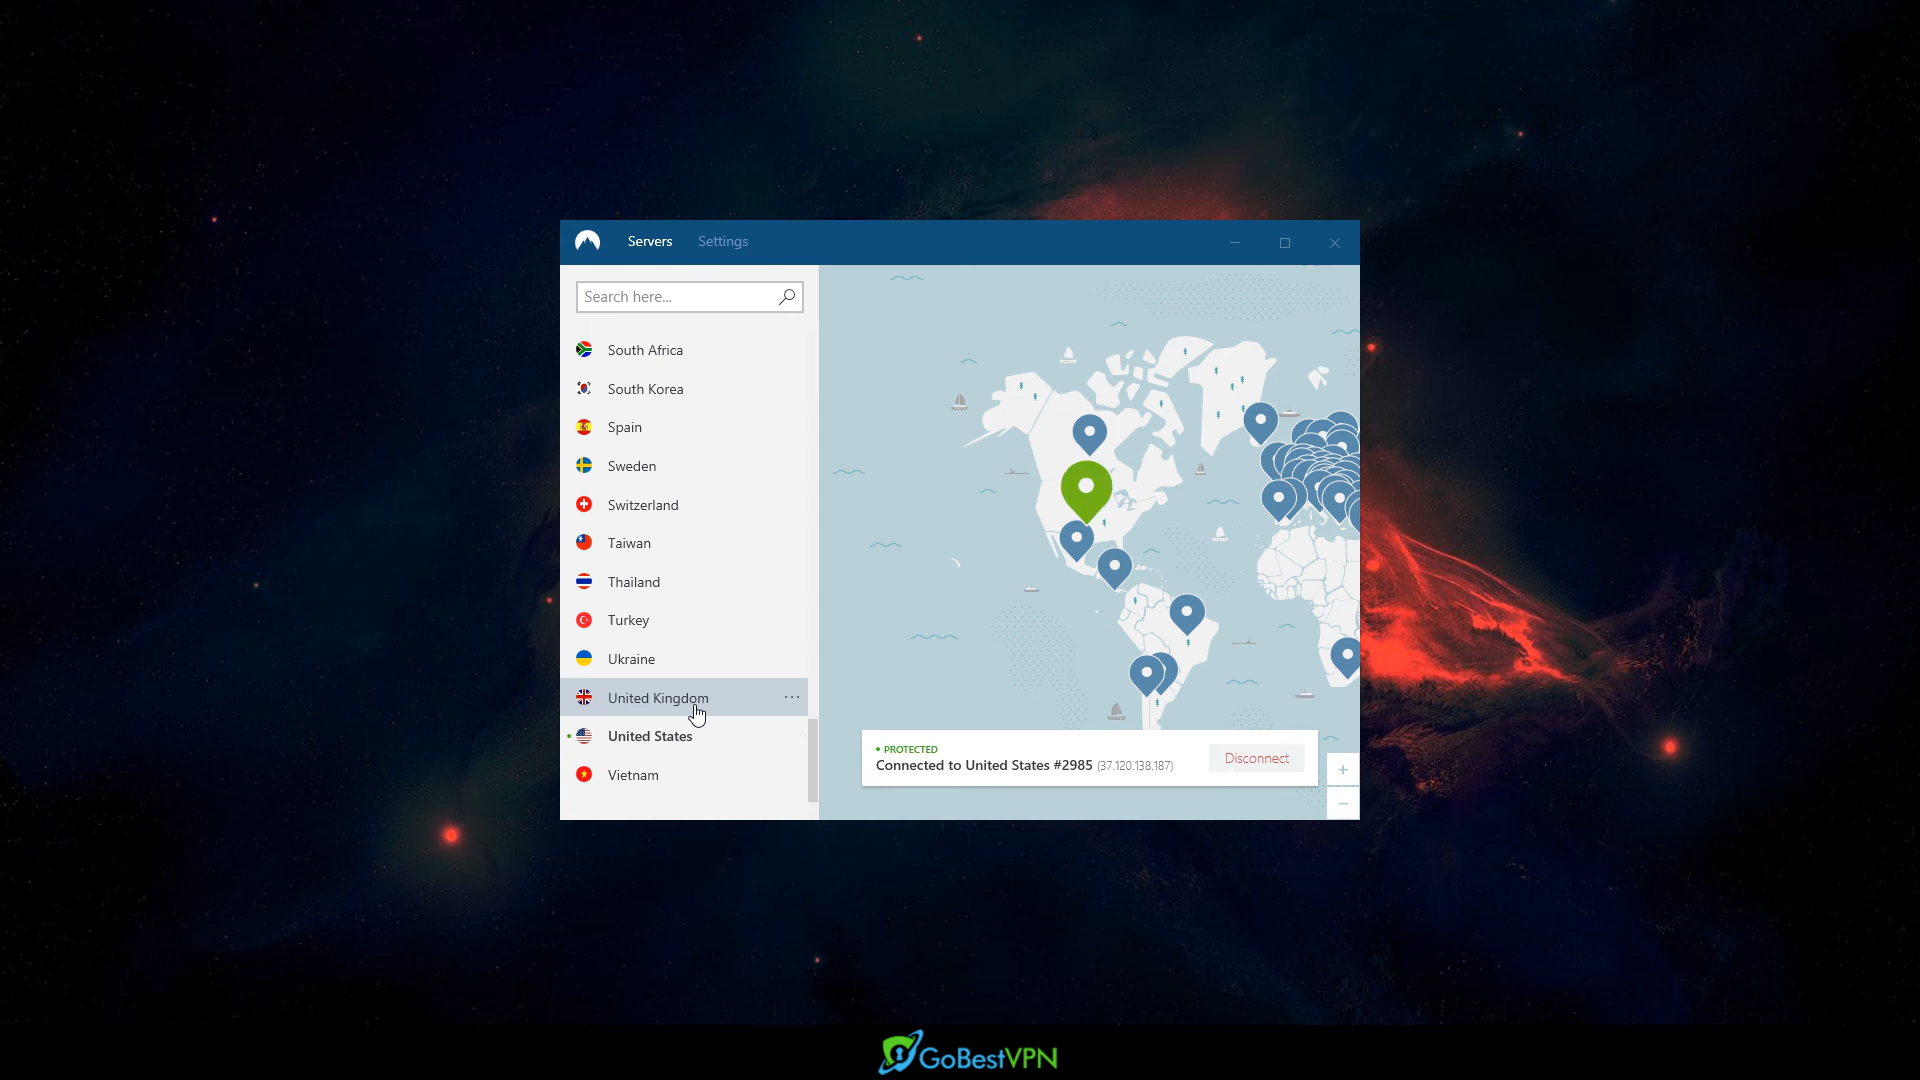 Servers
Settings
Search here...
South Africa
South Korea
Spain
Sweden
Switzerland
Taiwan
Thailand
Turkey
Ukraine
United Kingdom
United States
Vietnam
PROTECTED
Connected to United States #2985 (37.120.138.187)
Disconnect
GoBestVPN